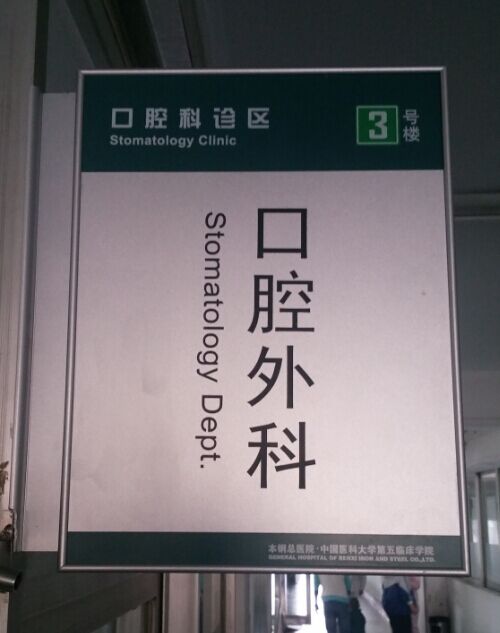 口腔科诊区
Stomatology Clinic
3号楼
口腔外科
Stomatology Dept.
本钢总医院·中国医科大学第五临床学院
GENERAL HOSPITAL OF BENXI IRON AND STEEL CO.,LTD.